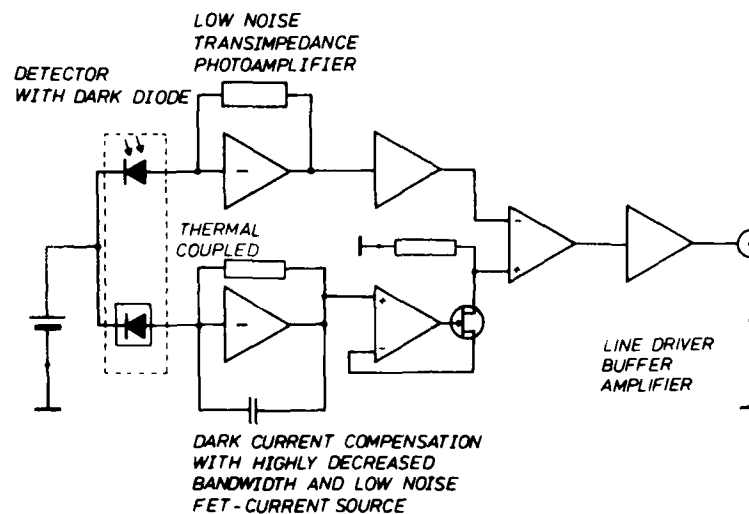 LOW NOISE
TRANSIMPEDANCE
PHOTOAMPLIFIER
DETECTOR
WITH DARK DIODE
-
THERMAL
COUPLED
-
+
-
-
+
LINE DRIVER
BUFFER
AMPLIFIER
DARK CURRENT COMPENSATION
WITH HIGHLY DECREASED
BANDWIDTH AND LOW NOISE
FET-CURRENT SOURCE